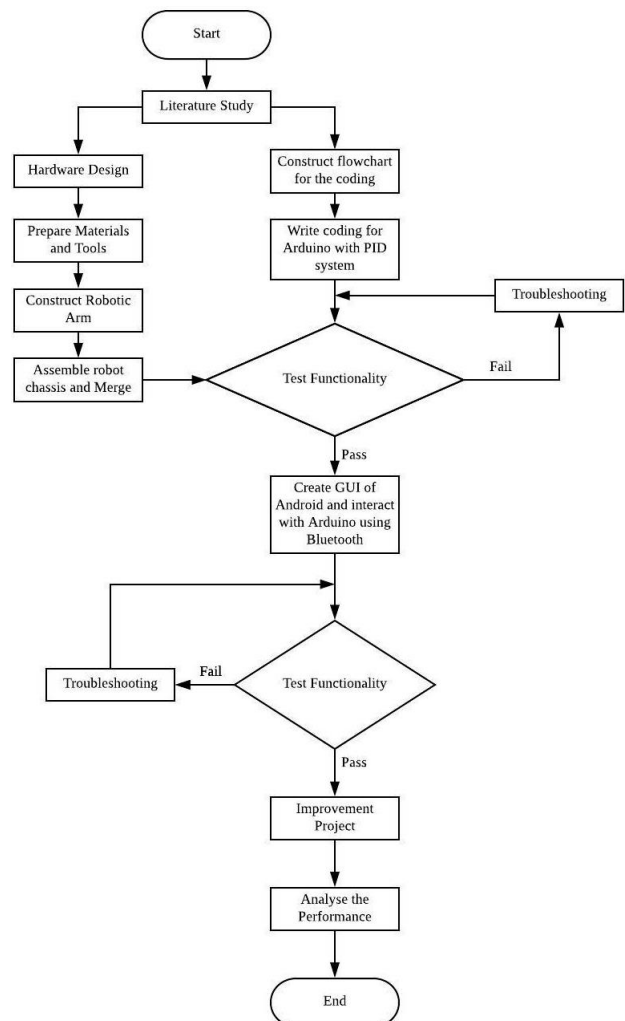 Start
Literature Study
Hardware Design
Construct flowchart
for the coding
Prepare Materials
and Tools
Write coding for
Arduino with PID
system
Construct Robotic
Arm
Troubleshooting
Assemble robot
chassis and Merge
Test Functionality
Fail
Pass
Create GUI of
Android and interact
with Arduino using
Bluetooth
Troubleshooting
Fail
Test Functionality
Pass
Improvement
Project
Analyse the
Performance
End